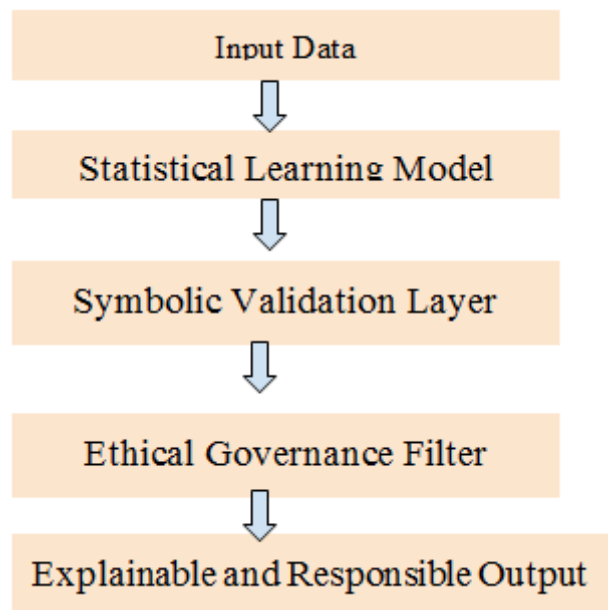 Input Data
Statistical Learning Model
Symbolic Validation Layer
Ethical Governance Filter
Explainable and Responsible Output